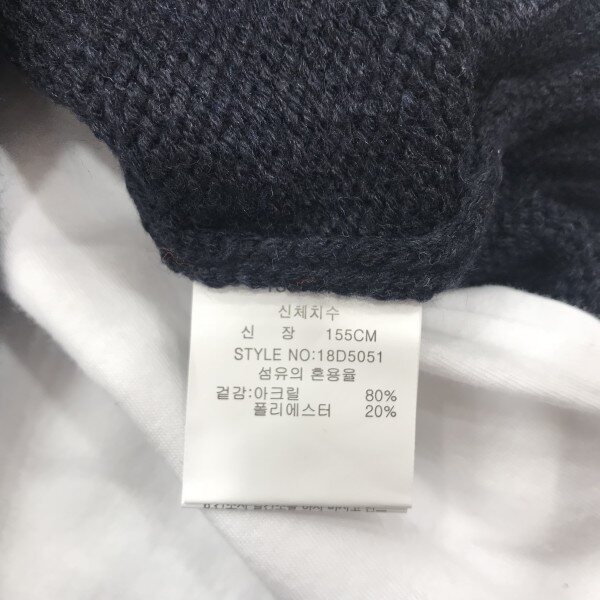 신체치수
신 장 155CM
STYLE NO:18D5051
섬유의 혼용율
겉감:아크릴 80%
폴리에스터 20%